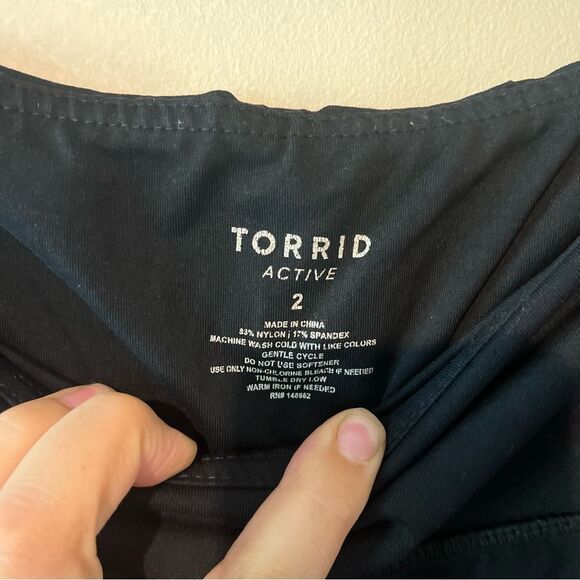 TORRID
ACTIVE
2
MADE IN CHINA
83% NYLON | 17% SPANDEX
MACHINE WASH COLD WITH LIKE COLORS
GENTLE CYCLE
DO NOT USE SOFTENER
USE ONLY NON-CHLORINE BLEACH IF NEEDED
TUMBLE DRY LOW
WARM IRON IF NEEDED
RN# 148662